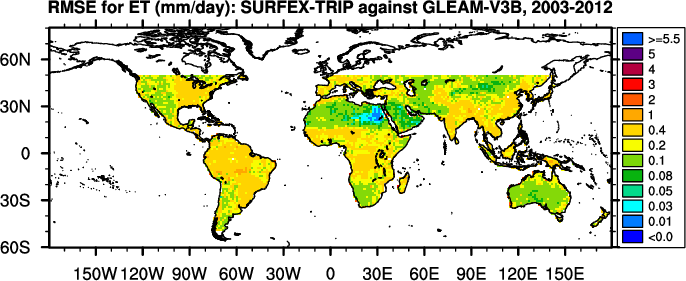 RMSE for ET (mm/day): SURFEX-TRIP against GLEAM-V3B, 2003-2012
60N
30N
0
30S
60S
150W 120W 90W 60W 30W 0 30E 60E 90E 120E 150E
>=5.5
5
4
3
2
1
0.4
0.2
0.1
0.08
0.05
0.03
0.01
<0.0